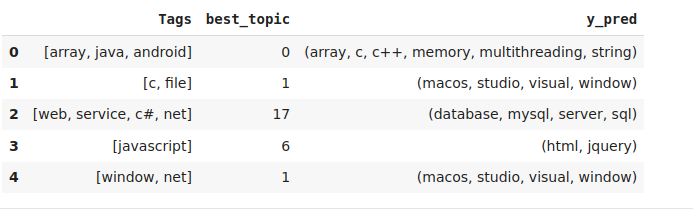 Tags best_topic y_pred
0 [array, java, android] 0 (array, c, c++, memory, multithreading, string)
1 [c, file] 1 (macos, studio, visual, window)
2 [web, service, c#, net] 17 (database, mysql, server, sql)
3 [javascript] 6 (html, jquery)
4 [window, net] 1 (macos, studio, visual, window)